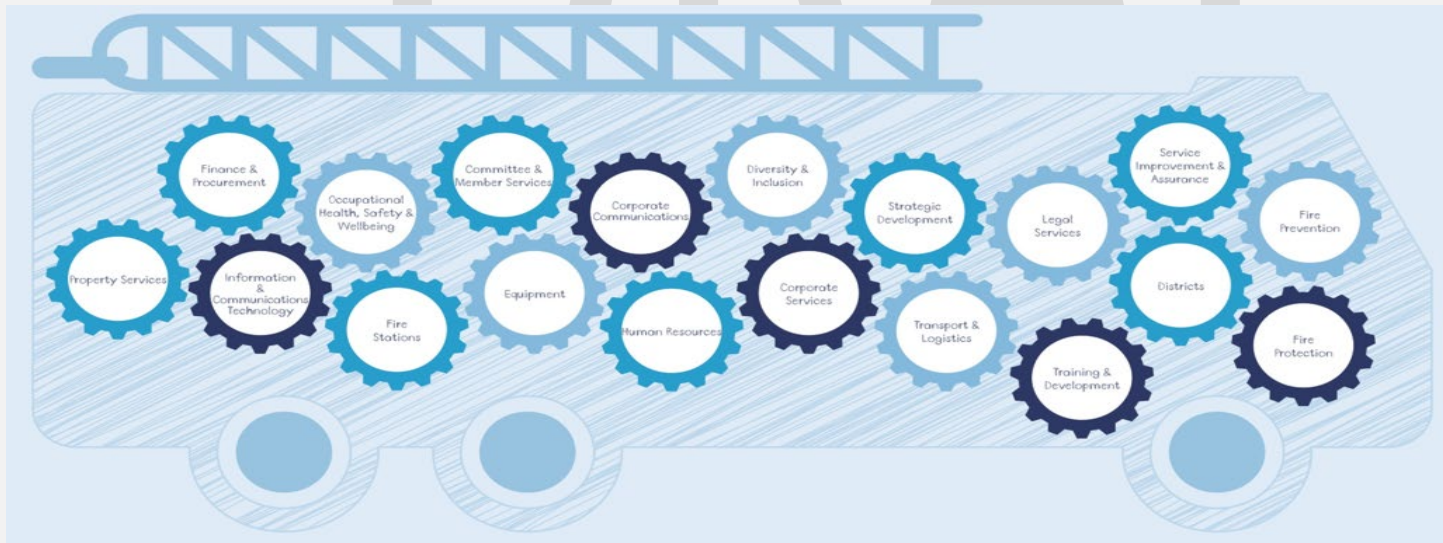 Finance &
Procurement
Occupational
Health, Safety &
Wellbeing
Committee &
Member Services
Corporate
Communications
Diversity &
Inclusion
Strategic
Development
Legal
Services
Service
Improvement &
Assurance
Fire
Prevention
Property Services
Information
&
Communications
Technology
Fire
Stations
Equipment
Human Resources
Corporate
Services
Transport &
Logistics
Training &
Development
Districts
Fire
Protection